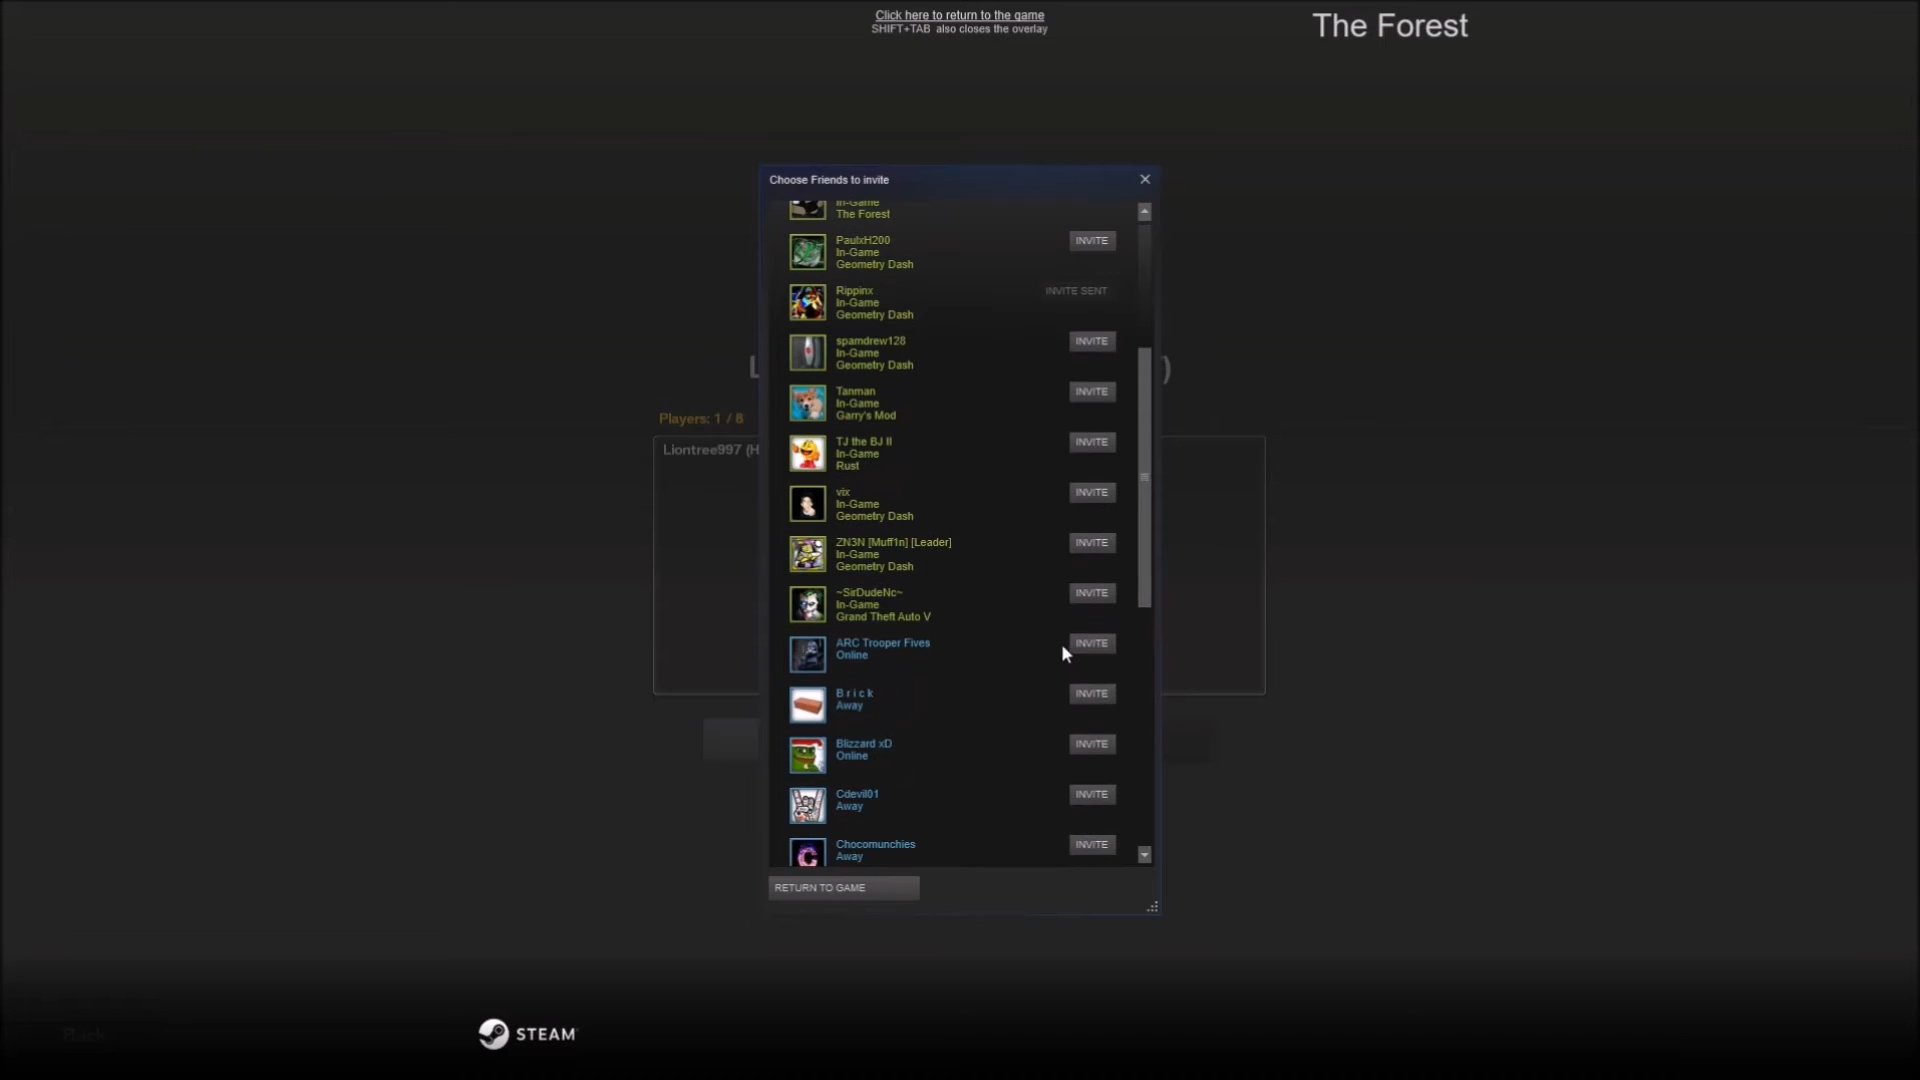 Click here to return to the game
SHIFT+TAB also closes the overlay
The Forest
Choose Friends to invite
In-Game
The Forest
PaulxH200
In-Game
Geometry Dash
INVITE
Rippinx
In-Game
Geometry Dash
INVITE SENT
spamdrew128
In-Game
Geometry Dash
INVITE
Tanman
In-Game
Garry's Mod
INVITE
Players: 1 / 8
TJ the BJ II
In-Game
Rust
INVITE
Liontree997 (H
vix
In-Game
Geometry Dash
INVITE
ZN3N [Muff1n] [Leader]
In-Game
Geometry Dash
INVITE
~SirDudeNc~
In-Game
Grand Theft Auto V
INVITE
ARC Trooper Fives
Online
INVITE
B r i c k
Away
INVITE
Blizzard xD
Online
INVITE
Cdevil01
Away
INVITE
Chocomunchies
Away
INVITE
RETURN TO GAME
Back
STEAM